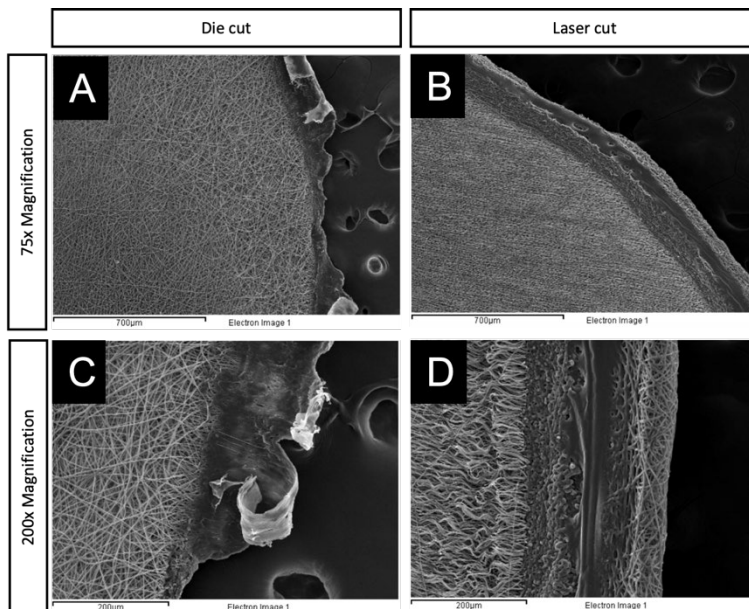 Die cut
Laser cut
75x Magnification
A
B
700µm
Electron Image 1
700µm
Electron Image 1
200x Magnification
C
D
200µm
Electron Image 1
200µm
Electron Image 1